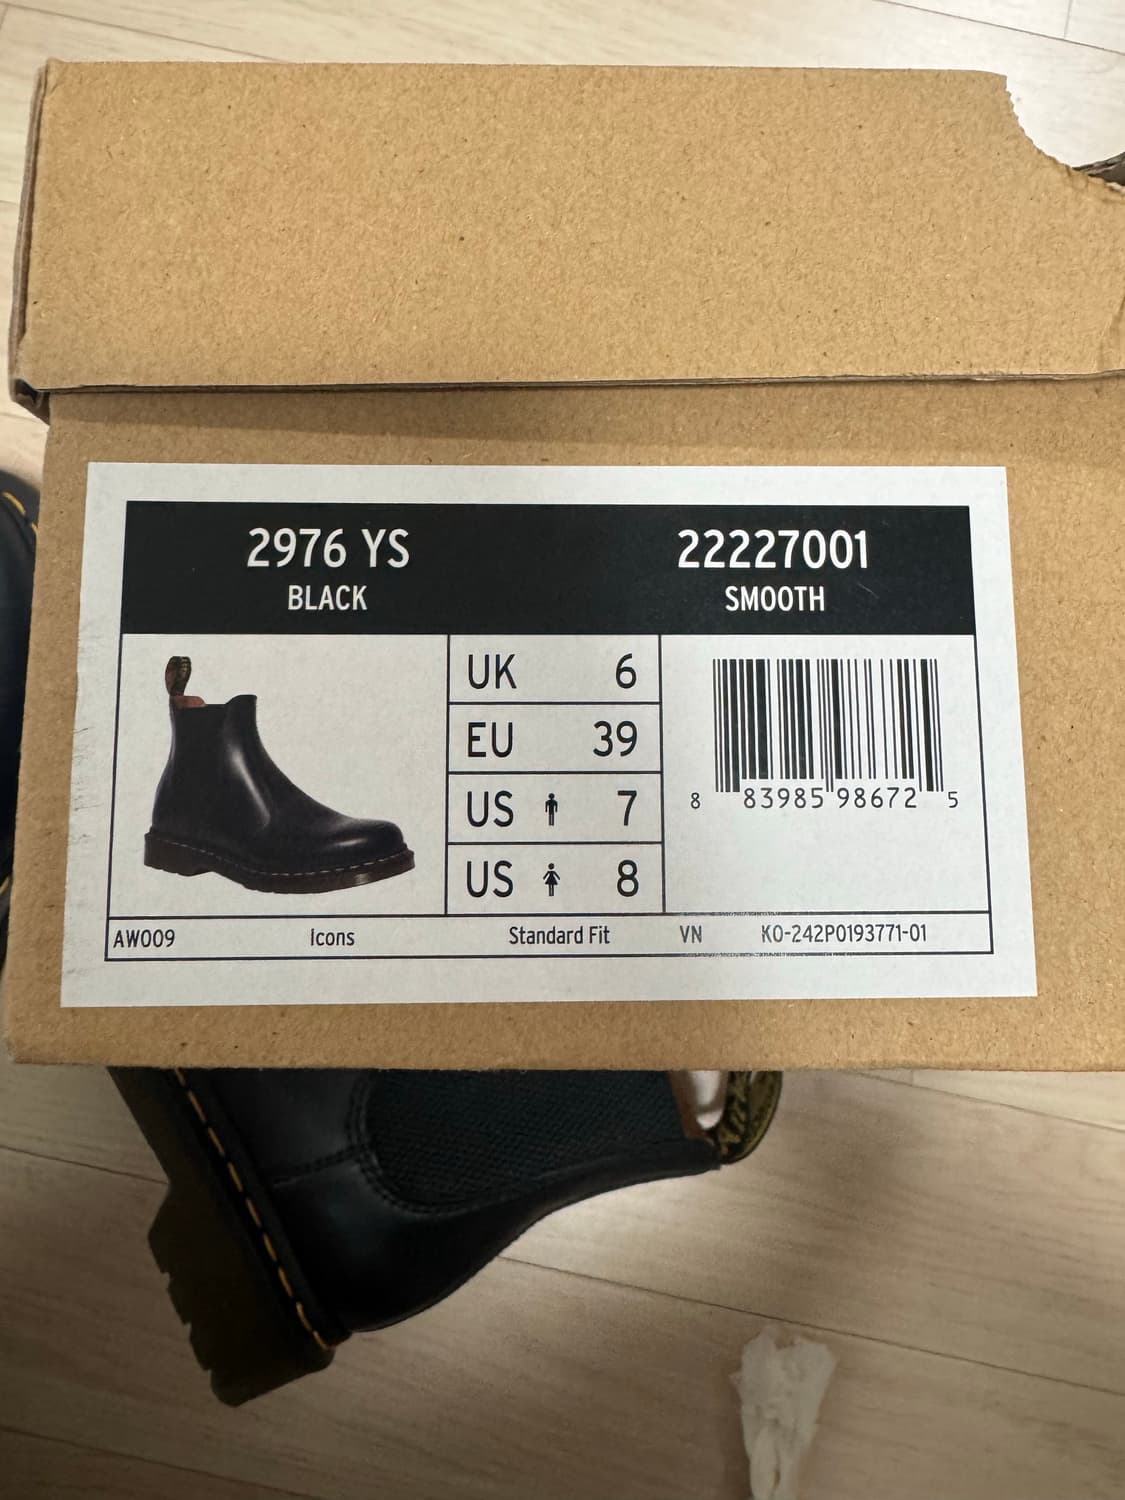 2976 YS
BLACK
22227001
SMOOTH
UK 6
EU 39
US 7
US 8
8 83985 98672 5
AW009 Icons Standard Fit VN KO-242P0193771-01